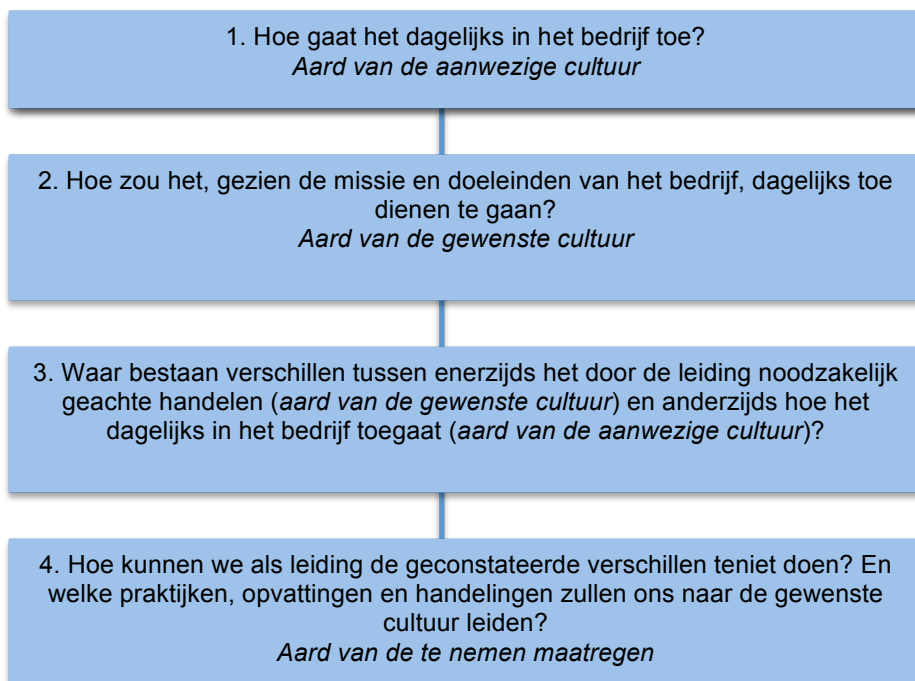 1. Hoe gaat het dagelijks in het bedrijf toe?
Aard van de aanwezige cultuur
2. Hoe zou het, gezien de missie en doeleinden van het bedrijf, dagelijks toe
dienen te gaan?
Aard van de gewenste cultuur
3. Waar bestaan verschillen tussen enerzijds het door de leiding noodzakelijk
geachte handelen (aard van de gewenste cultuur) en anderzijds hoe het
dagelijks in het bedrijf toegaat (aard van de aanwezige cultuur)?
4. Hoe kunnen we als leiding de geconstateerde verschillen teniet doen? En
welke praktijken, opvattingen en handelingen zullen ons naar de gewenste
cultuur leiden?
Aard van de te nemen maatregen